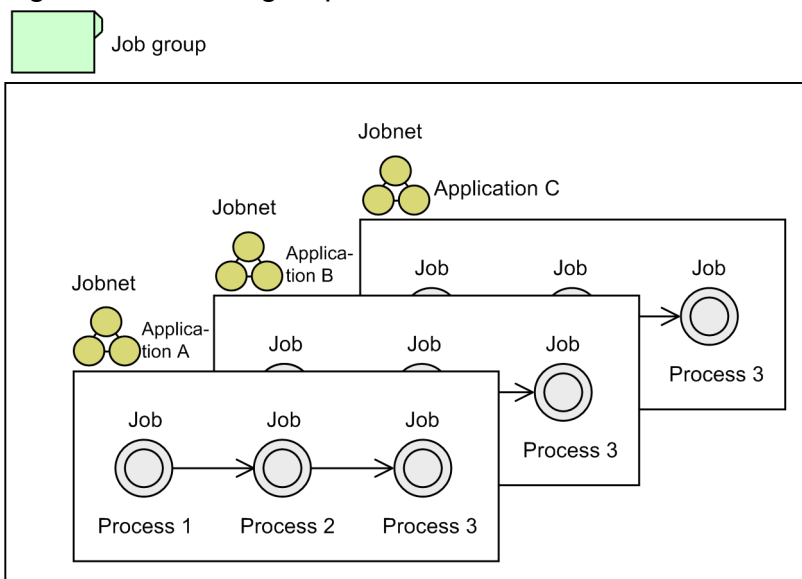 Job group
Jobnet
Application C
Jobnet
Applica-
tion B
Job
Job
Job
Jobnet
Applica-
tion A
Process 3
Job
Job
Job
Process 3
Job
Job
Job
Process 1
Process 2
Process 3